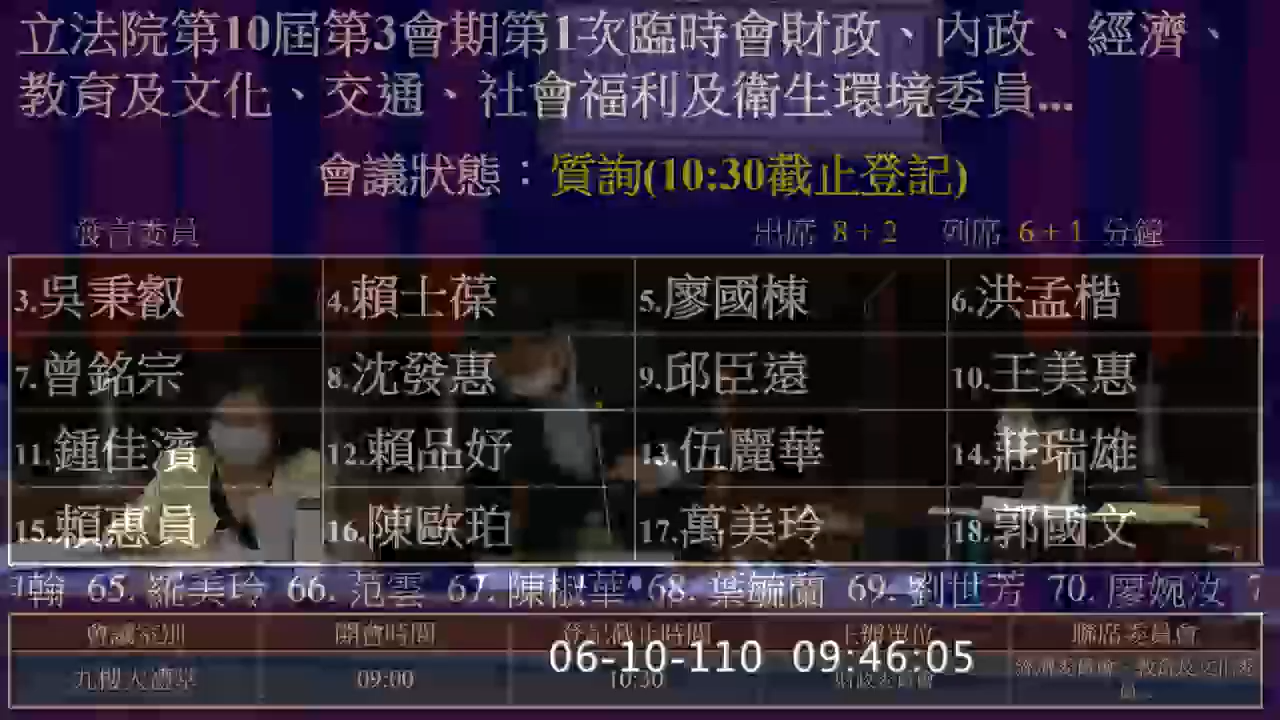 立法院第10屆第3會期第1次臨時會財政、內政、經濟、
教育及文化、交通、社會福利及衛生環境委員...
會議狀態：質詢(10:30截止登記)
發言委員 出席 8 + 2 列席 6 + 1 分鐘
3.吳秉叡 4.賴士葆 5.廖國棟 6.洪孟楷
7.曾銘宗 8.沈發惠 9.邱臣遠 10.王美惠
11.鍾佳濱 12.賴品妤 13.伍麗華 14.莊瑞雄
15.賴惠員 16.陳歐珀 17.萬美玲 18.郭國文
翰 65. 羅美玲 66. 范雲 67. 陳椒華 68. 葉毓蘭 69. 劉世芳 70. 廖婉汝 7
會議室別 開會時間 登記截止時間 主辦單位 聯席委員會
06-10-110 09:46:05
九樓大禮堂 09:00 10:30 財政委員會